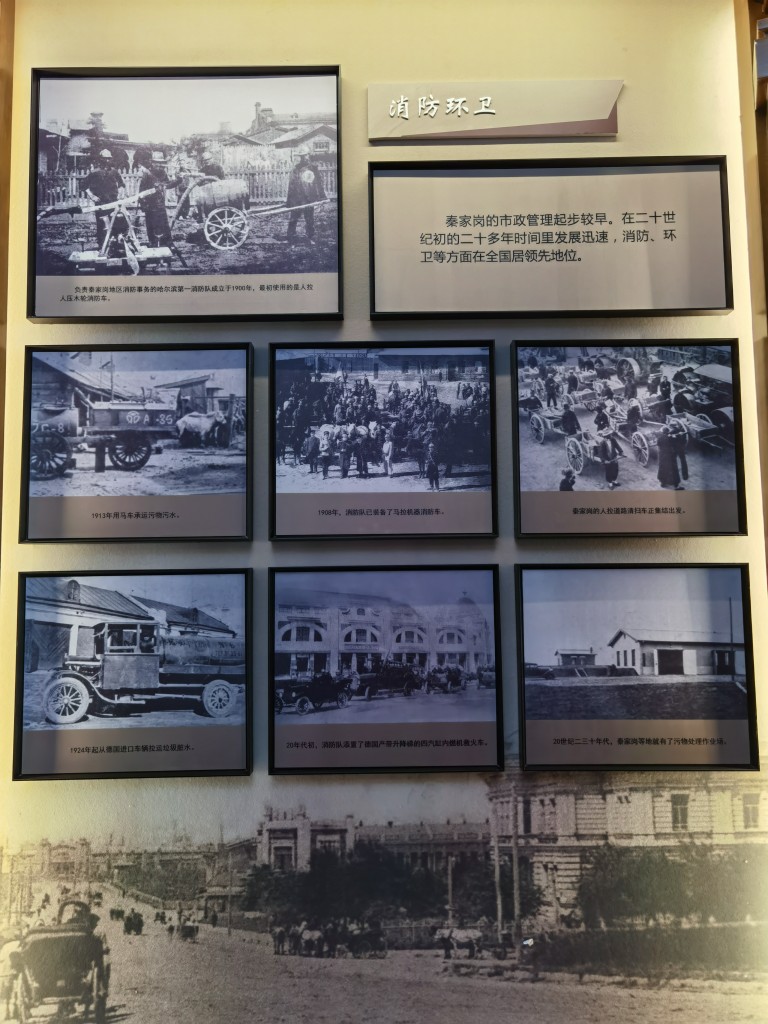 消防环卫
秦家岗的市政管理起步较早。在二十世
纪初的二十多年时间里发展迅速，消防、环
卫等方面在全国居领先地位。
负责秦家岗地区消防事务的哈尔滨第一消防队成立于1900年，最初使用的是人拉
人压水轮消防车。
A-86
1913年用马车承运污物污水。
1908年，消防队已装备了马拉机器消防车。
秦家岗的人拉道路清扫车正集结出发。
1924年起从德国进口车辆拉运垃圾脏水。
20年代初，消防队添置了德国产带升降梯的四汽缸内燃机救火车。
20世纪二三十年代，秦家岗等地就有了污物处理作业场。